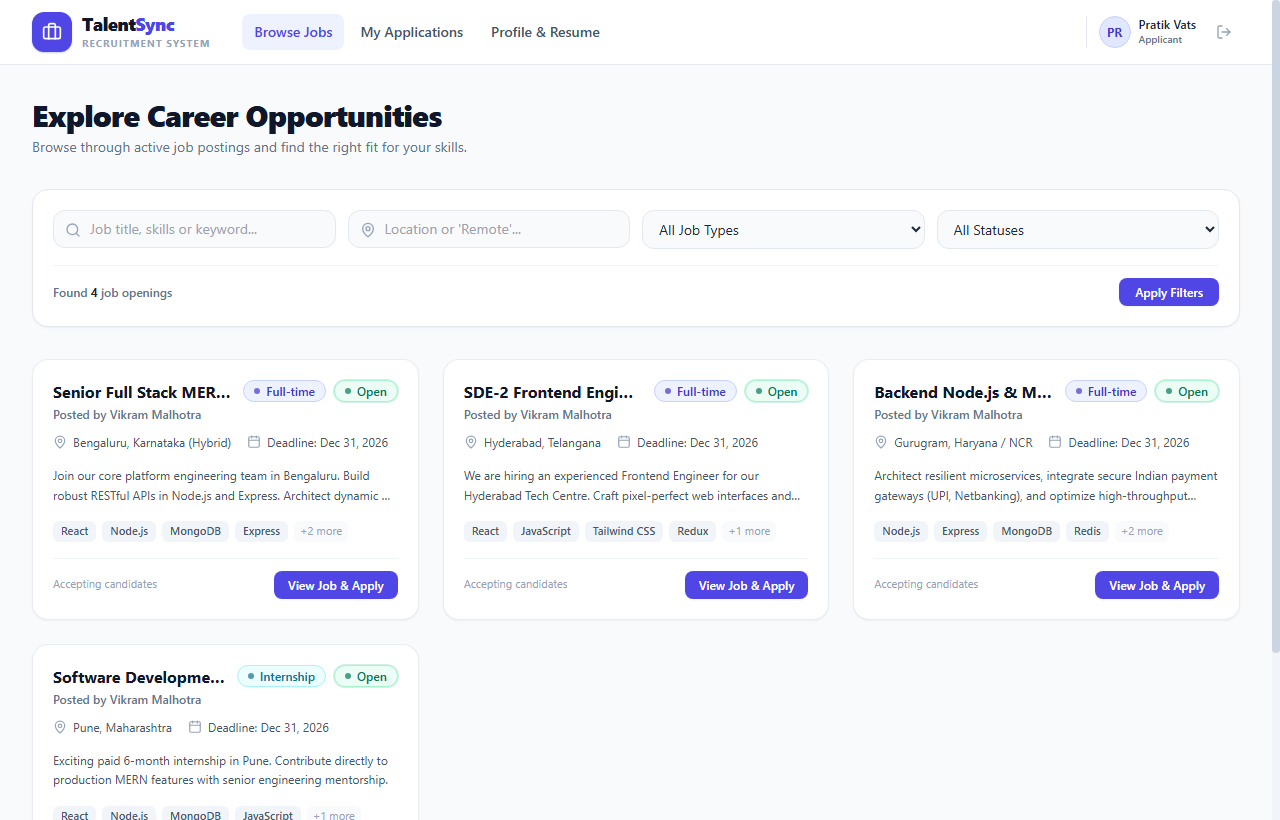 TalentSync
RECRUITMENT SYSTEM
Browse Jobs
My Applications
Profile & Resume
PR
Pratik Vats
Applicant
Explore Career Opportunities
Browse through active job postings and find the right fit for your skills.
Job title, skills or keyword...
Location or 'Remote'...
All Job Types
All Statuses
Found 4 job openings
Apply Filters
Senior Full Stack MER...
Full-time
Open
Posted by Vikram Malhotra
Bengaluru, Karnataka (Hybrid)
Deadline: Dec 31, 2026
Join our core platform engineering team in Bengaluru. Build
robust RESTful APIs in Node.js and Express. Architect dynamic ...
React
Node.js
MongoDB
Express
+2 more
Accepting candidates
View Job & Apply
SDE-2 Frontend Engi...
Full-time
Open
Posted by Vikram Malhotra
Hyderabad, Telangana
Deadline: Dec 31, 2026
We are hiring an experienced Frontend Engineer for our
Hyderabad Tech Centre. Craft pixel-perfect web interfaces and...
React
JavaScript
Tailwind CSS
Redux
+1 more
Accepting candidates
View Job & Apply
Backend Node.js & M...
Full-time
Open
Posted by Vikram Malhotra
Gurugram, Haryana / NCR
Deadline: Dec 31, 2026
Architect resilient microservices, integrate secure Indian payment
gateways (UPI, Netbanking), and optimize high-throughput...
Node.js
Express
MongoDB
Redis
+2 more
Accepting candidates
View Job & Apply
Software Developme...
Internship
Open
Posted by Vikram Malhotra
Pune, Maharashtra
Deadline: Dec 31, 2026
Exciting paid 6-month internship in Pune. Contribute directly to
production MERN features with senior engineering mentorship.
React
Node.js
MongoDB
JavaScript
+1 more